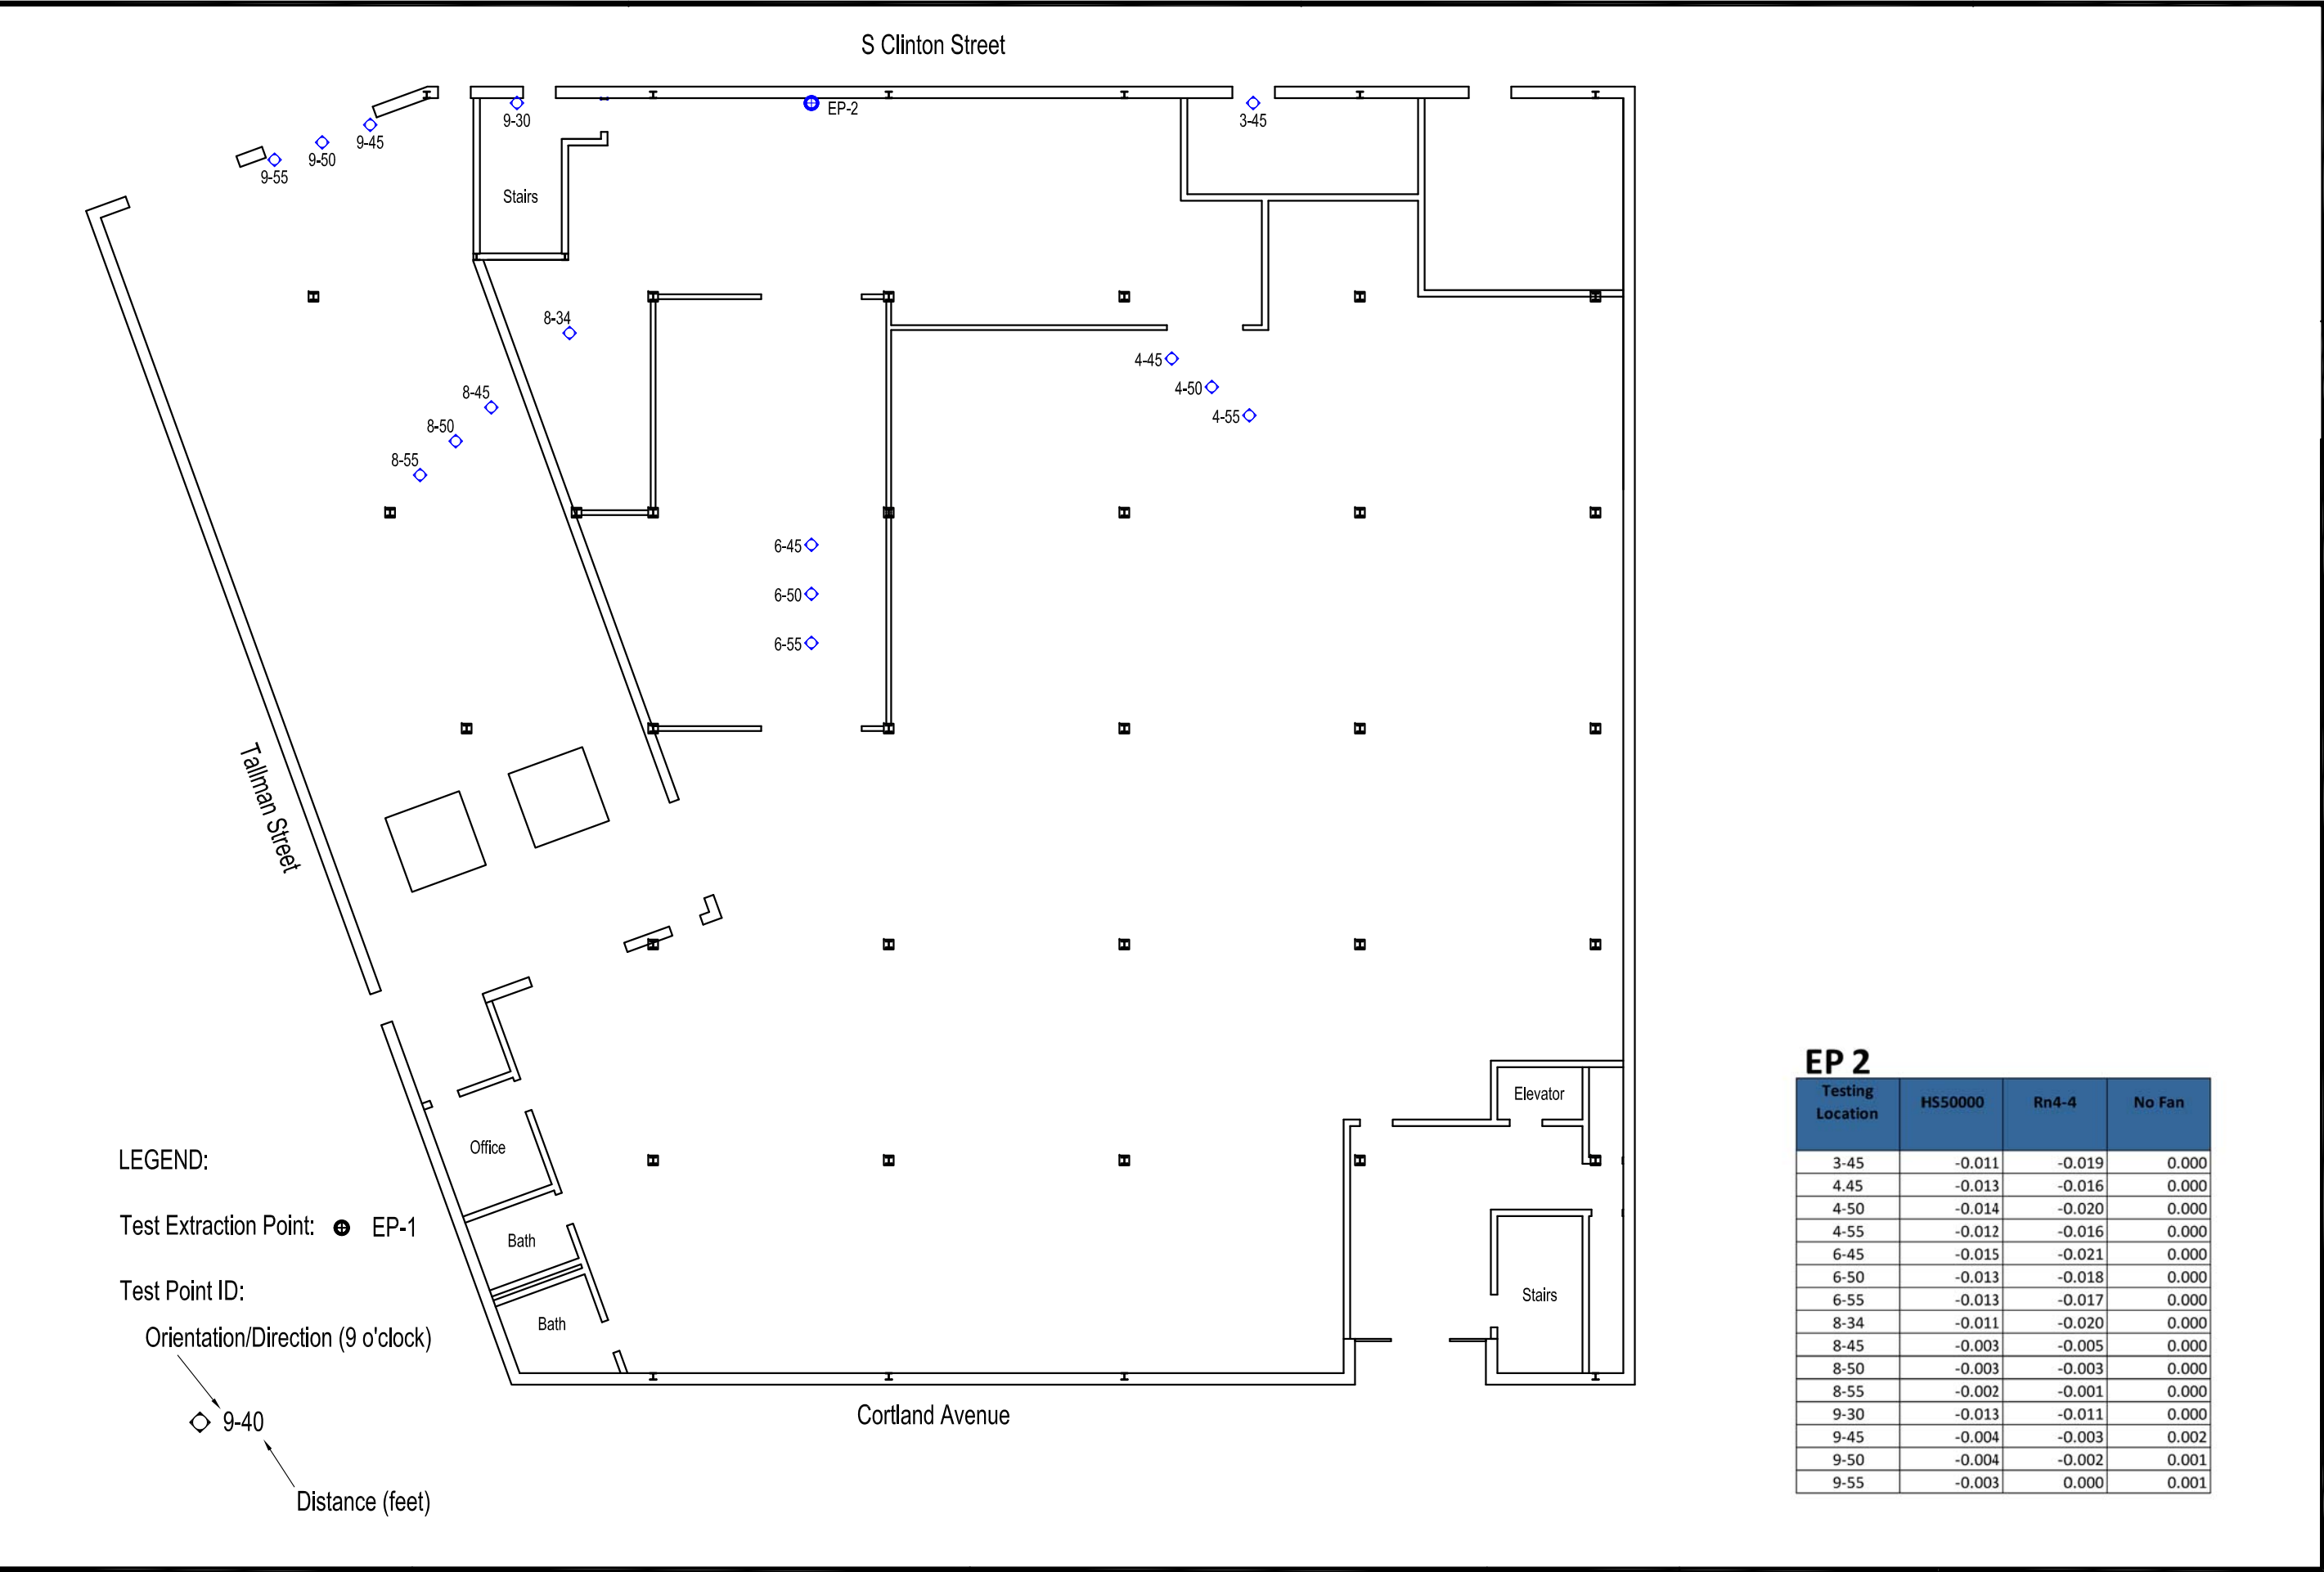 S Clinton Street
EP-2
9-30
3-45
9-45
9-50
9-55
Stairs
8-34
4-45
4-50
4-55
8-45
8-50
8-55
6-45
6-50
6-55
Tallman Street
Elevator
Office
Bath
Bath
Stairs
Cortland Avenue
LEGEND:
Test Extraction Point: EP-1
Test Point ID:
Orientation/Direction (9 o'clock)
9-40
Distance (feet)
EP 2
Testing Location HS50000 Rn4-4 No Fan
3-45 -0.011 -0.019 0.000
4.45 -0.013 -0.016 0.000
4-50 -0.014 -0.020 0.000
4-55 -0.012 -0.016 0.000
6-45 -0.015 -0.021 0.000
6-50 -0.013 -0.018 0.000
6-55 -0.013 -0.017 0.000
8-34 -0.011 -0.020 0.000
8-45 -0.003 -0.005 0.000
8-50 -0.003 -0.003 0.000
8-55 -0.002 -0.001 0.000
9-30 -0.013 -0.011 0.000
9-45 -0.004 -0.003 0.002
9-50 -0.004 -0.002 0.001
9-55 -0.003 0.000 0.001